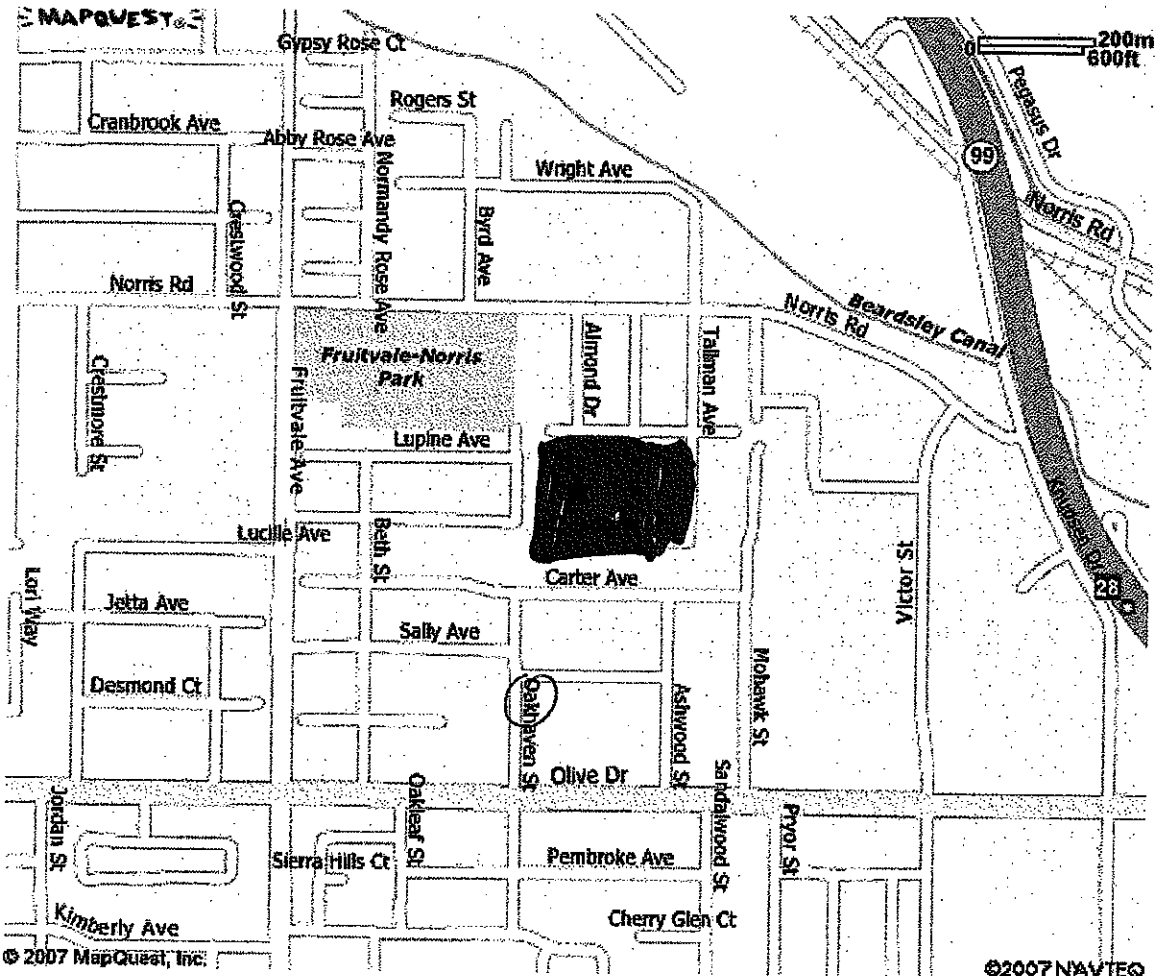 MAPQUEST®
Gypsy Rose Ct
0 200m
600ft
Rogers St
Pegasus Dr
Cranbrook Ave
Abby Rose Ave
99
Wright Ave
Normandy Rose Ave
Norris Rd
Crestwood St
Byrd Ave
Norris Rd
Norris Rd
Beardsley Canal
Fruitvale-Norris
Park
Almond Dr
Tallman Ave
Crestmore St
Fruitvale Ave
Lupine Ave
Knudsen Dr
Lucille Ave
Beth St
Victor St
Carter Ave
28
Lori Way
Jetta Ave
Sally Ave
Mohawk St
Desmond Ct
Oakhaven St
Ashwood St
Olive Dr
Jordan St
Oakleaf St
Sandalwood St
Pryor St
Sierra Hills Ct
Pembroke Ave
Kimberly Ave
Cherry Glen Ct
© 2007 MapQuest, Inc.
©2007 NAVTEQ